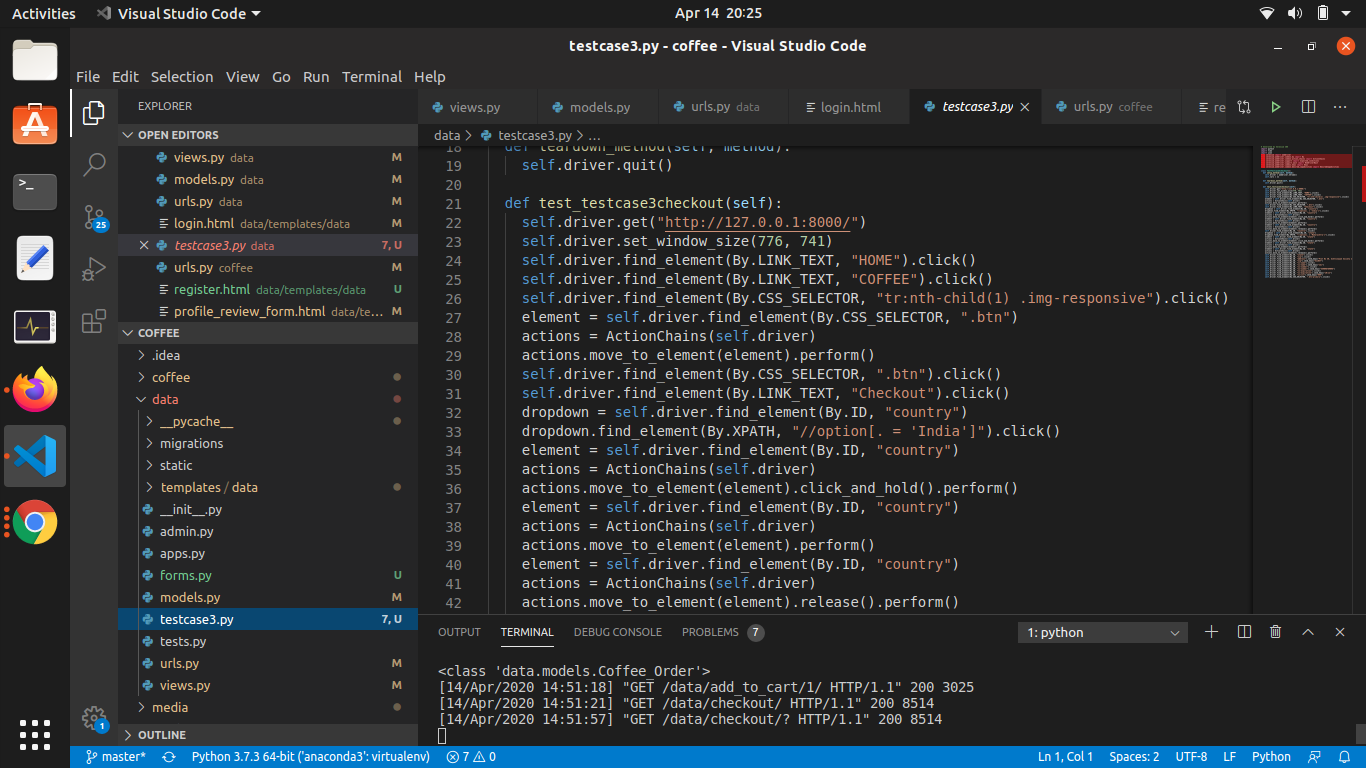 Activities Visual Studio Code Apr 14 20:25
testcase3.py - coffee - Visual Studio Code
File Edit Selection View Go Run Terminal Help
EXPLORER
views.py models.py urls.py data login.html testcase3.py urls.py coffee re
OPEN EDITORS
data > testcase3.py > ...
views.py data M
models.py data M
urls.py data M
login.html data/templates/data M
testcase3.py data 7, U
urls.py coffee M
register.html data/templates/data U
profile_review_form.html data/te... M
COFFEE
.idea
coffee
data
__pycache__
migrations
static
templates / data
__init__.py
admin.py
apps.py
forms.py U
models.py M
testcase3.py 7, U
tests.py
urls.py M
views.py M
media
OUTLINE
25
1
18 def teardown_method(self, method):
19 self.driver.quit()
20
21 def test_testcase3checkout(self):
22 self.driver.get("http://127.0.0.1:8000/")
23 self.driver.set_window_size(776, 741)
24 self.driver.find_element(By.LINK_TEXT, "HOME").click()
25 self.driver.find_element(By.LINK_TEXT, "COFFEE").click()
26 self.driver.find_element(By.CSS_SELECTOR, "tr:nth-child(1) .img-responsive").click()
27 element = self.driver.find_element(By.CSS_SELECTOR, ".btn")
28 actions = ActionChains(self.driver)
29 actions.move_to_element(element).perform()
30 self.driver.find_element(By.CSS_SELECTOR, ".btn").click()
31 self.driver.find_element(By.LINK_TEXT, "Checkout").click()
32 dropdown = self.driver.find_element(By.ID, "country")
33 dropdown.find_element(By.XPATH, "//option[. = 'India']").click()
34 element = self.driver.find_element(By.ID, "country")
35 actions = ActionChains(self.driver)
36 actions.move_to_element(element).click_and_hold().perform()
37 element = self.driver.find_element(By.ID, "country")
38 actions = ActionChains(self.driver)
39 actions.move_to_element(element).perform()
40 element = self.driver.find_element(By.ID, "country")
41 actions = ActionChains(self.driver)
42 actions.move_to_element(element).release().perform()
OUTPUT TERMINAL DEBUG CONSOLE PROBLEMS 7 1: python
<class 'data.models.Coffee_Order'>
[14/Apr/2020 14:51:18] "GET /data/add_to_cart/1/ HTTP/1.1" 200 3025
[14/Apr/2020 14:51:21] "GET /data/checkout/ HTTP/1.1" 200 8514
[14/Apr/2020 14:51:57] "GET /data/checkout/? HTTP/1.1" 200 8514
master* Python 3.7.3 64-bit ('anaconda3': virtualenv) 7 0 Ln 1, Col 1 Spaces: 2 UTF-8 LF Python